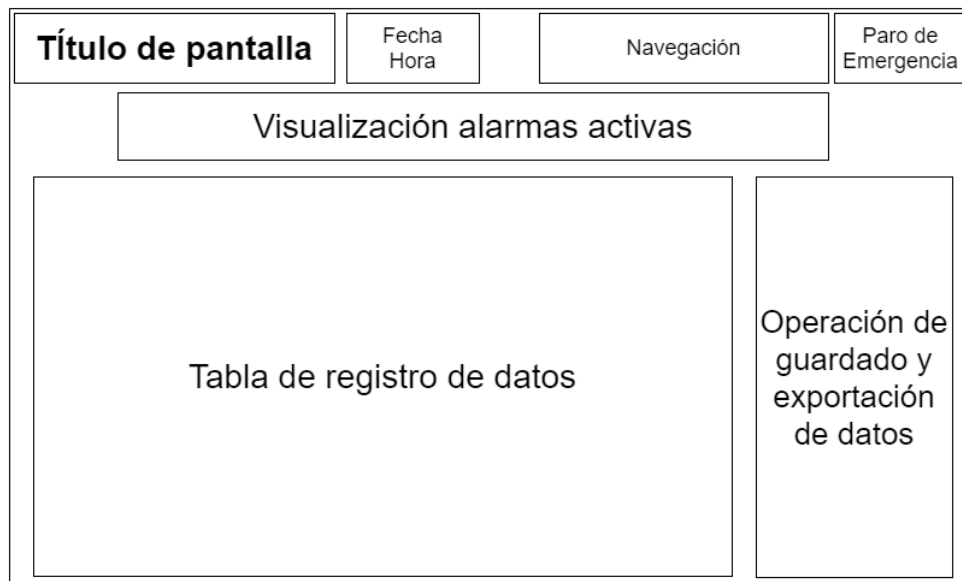 TÍtulo de pantalla
Fecha
Hora
Navegación
Paro de
Emergencia
Visualización alarmas activas
Tabla de registro de datos
Operación de
guardado y
exportación
de datos